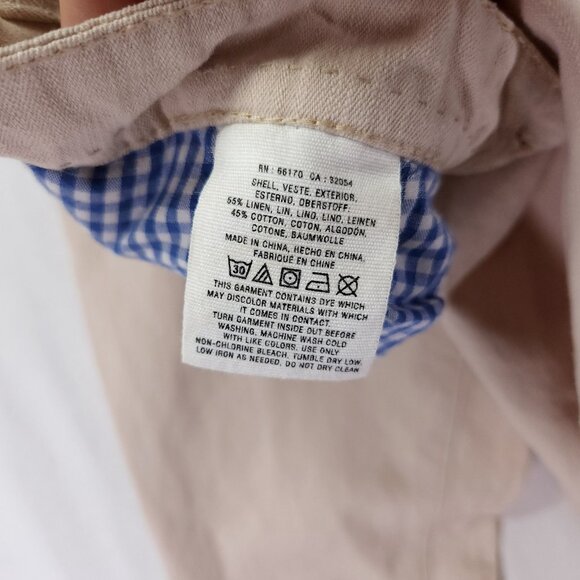 RN : 66170 CA : 32054
SHELL, VESTE, EXTERIOR,
ESTERNO, OBERSTOFF.
55% LINEN, LIN, LINO, LINO, LEINEN
45% COTTON, COTON, ALGODÓN,
COTONE, BAUMWOLLE
MADE IN CHINA, HECHO EN CHINA,
FABRIQUÉ EN CHINE
30
THIS GARMENT CONTAINS DYE WHICH
MAY DISCOLOR MATERIALS WITH WHICH
IT COMES IN CONTACT.
TURN GARMENT INSIDE OUT BEFORE
WASHING. MACHINE WASH COLD
WITH LIKE COLORS. USE ONLY
NON-CHLORINE BLEACH, TUMBLE DRY LOW.
LOW IRON AS NEEDED. DO NOT DRY CLEAN